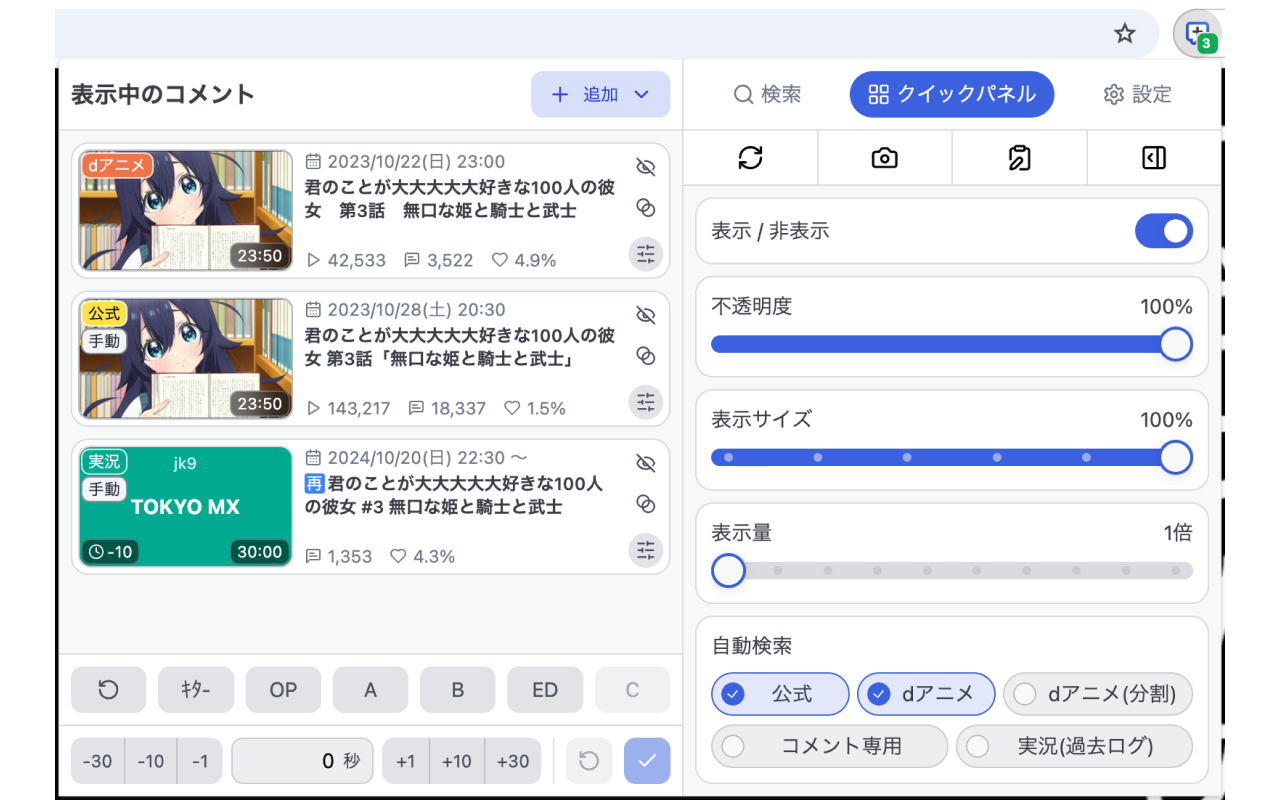 3
表示中のコメント
追加
検索
クイックパネル
設定
dアニメ
23:50
2023/10/22(日) 23:00
君のことが大大大大大好きな100人の彼
女　第3話　無口な姫と騎士と武士
42,533 3,522 4.9%
公式
手動
23:50
2023/10/28(土) 20:30
君のことが大大大大大好きな100人の彼
女 第3話「無口な姫と騎士と武士」
143,217 18,337 1.5%
実況
jk9
手動
TOKYO MX
-10
30:00
2024/10/20(日) 22:30 ～
再 君のことが大大大大大好きな100人
の彼女 #3 無口な姫と騎士と武士
1,353 4.3%
ｷﾀｰ OP A B ED C
-30 -10 -1 0 秒 +1 +10 +30
表示 / 非表示
不透明度 100%
表示サイズ 100%
表示量 1倍
自動検索
公式 dアニメ dアニメ(分割)
コメント専用 実況(過去ログ)